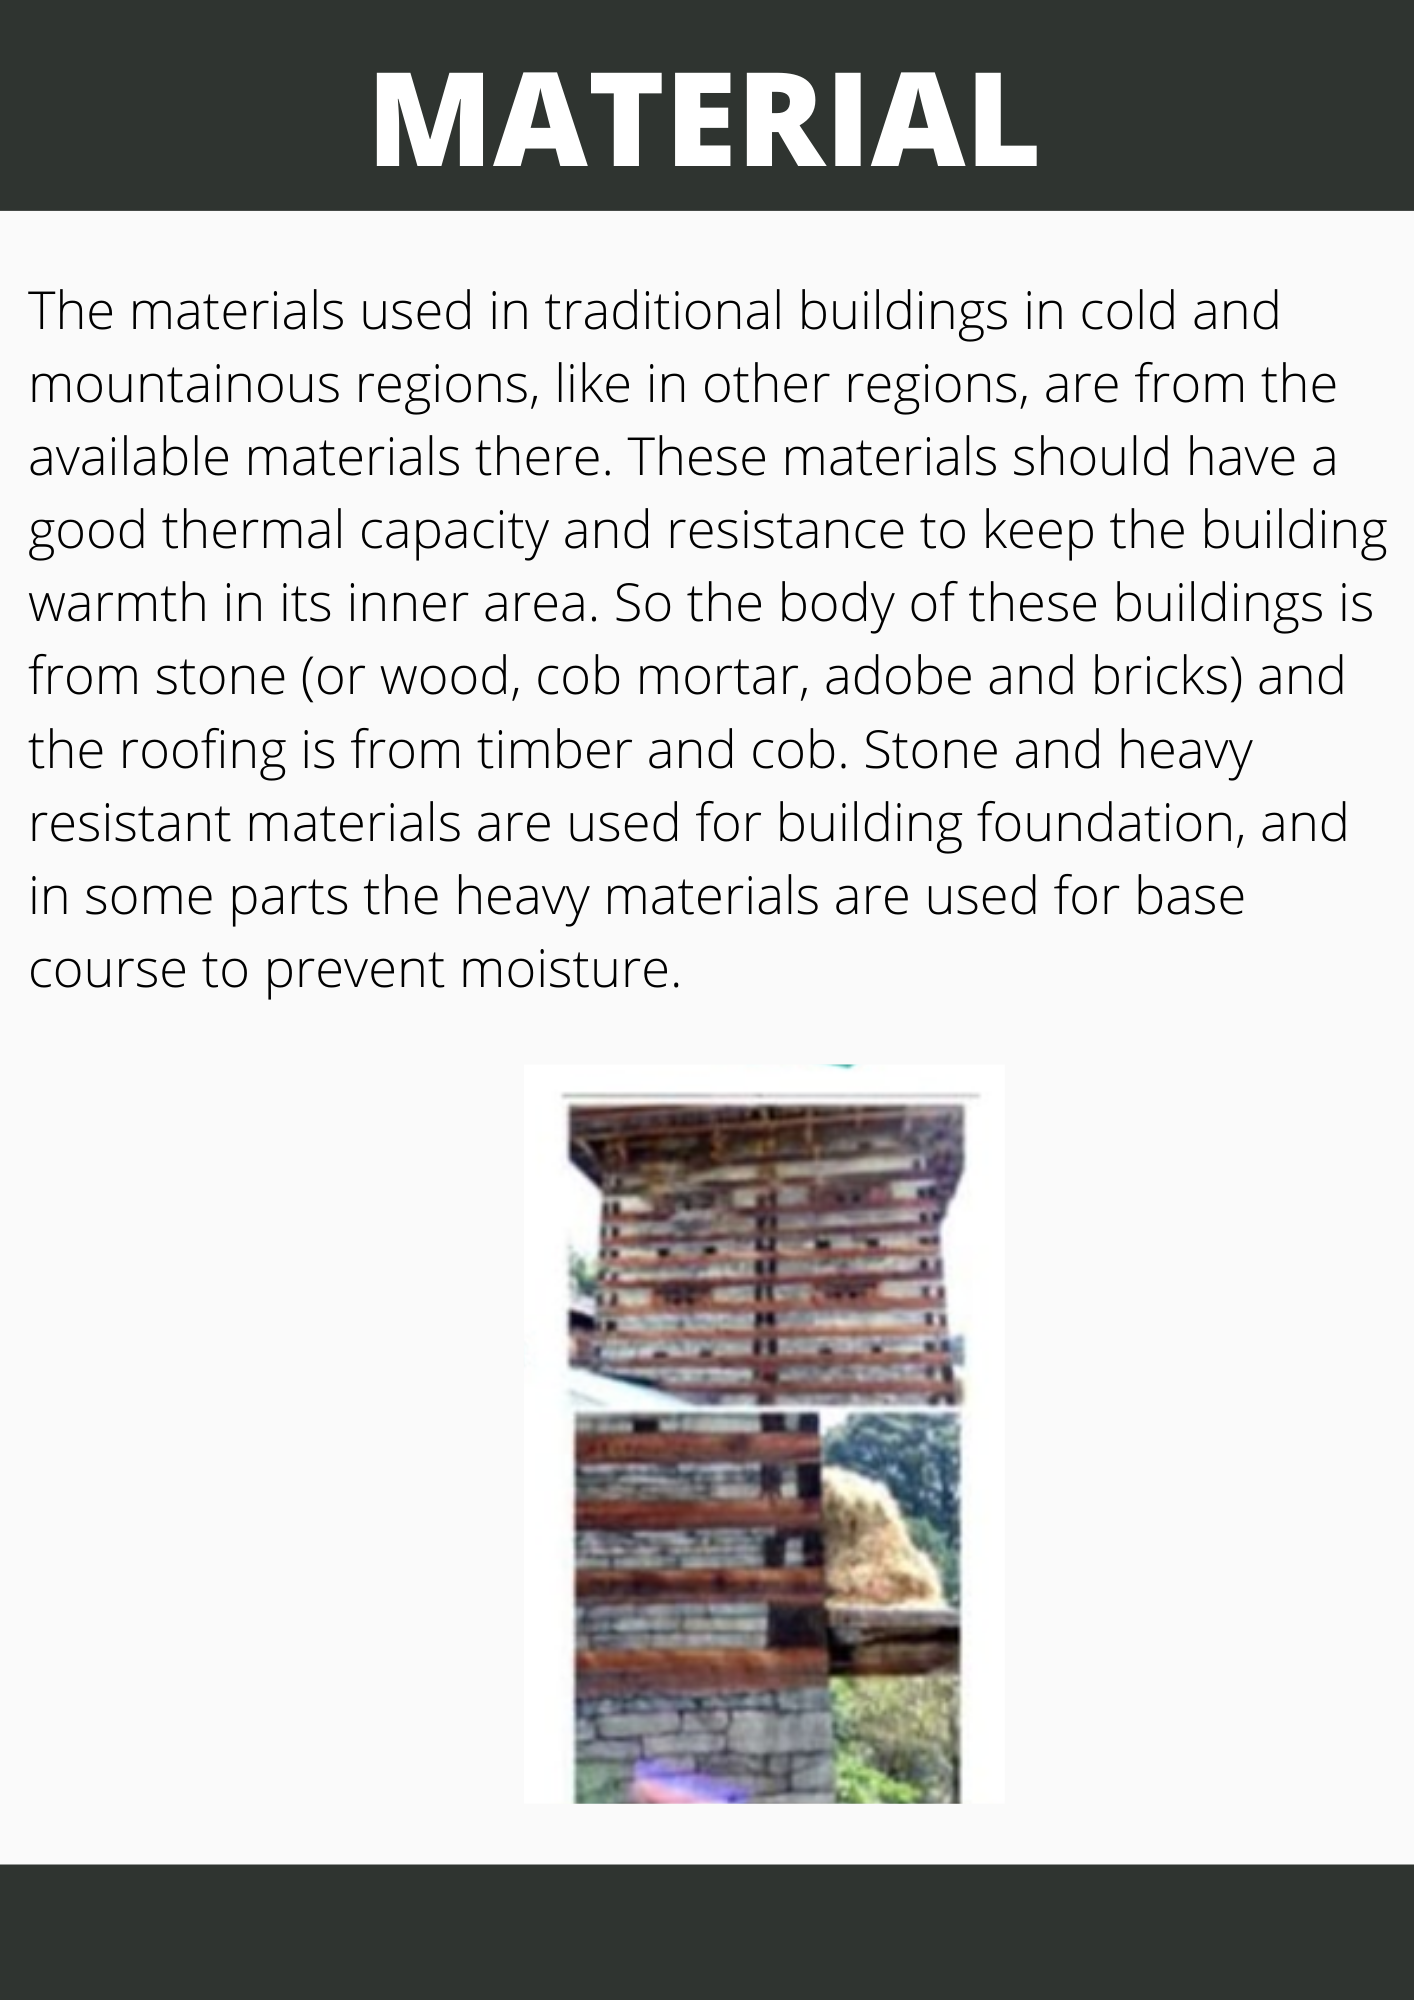 MATERIAL
The materials used in traditional buildings in cold and
mountainous regions, like in other regions, are from the
available materials there. These materials should have a
good thermal capacity and resistance to keep the building
warmth in its inner area. So the body of these buildings is
from stone (or wood, cob mortar, adobe and bricks) and
the roofing is from timber and cob. Stone and heavy
resistant materials are used for building foundation, and
in some parts the heavy materials are used for base
course to prevent moisture.